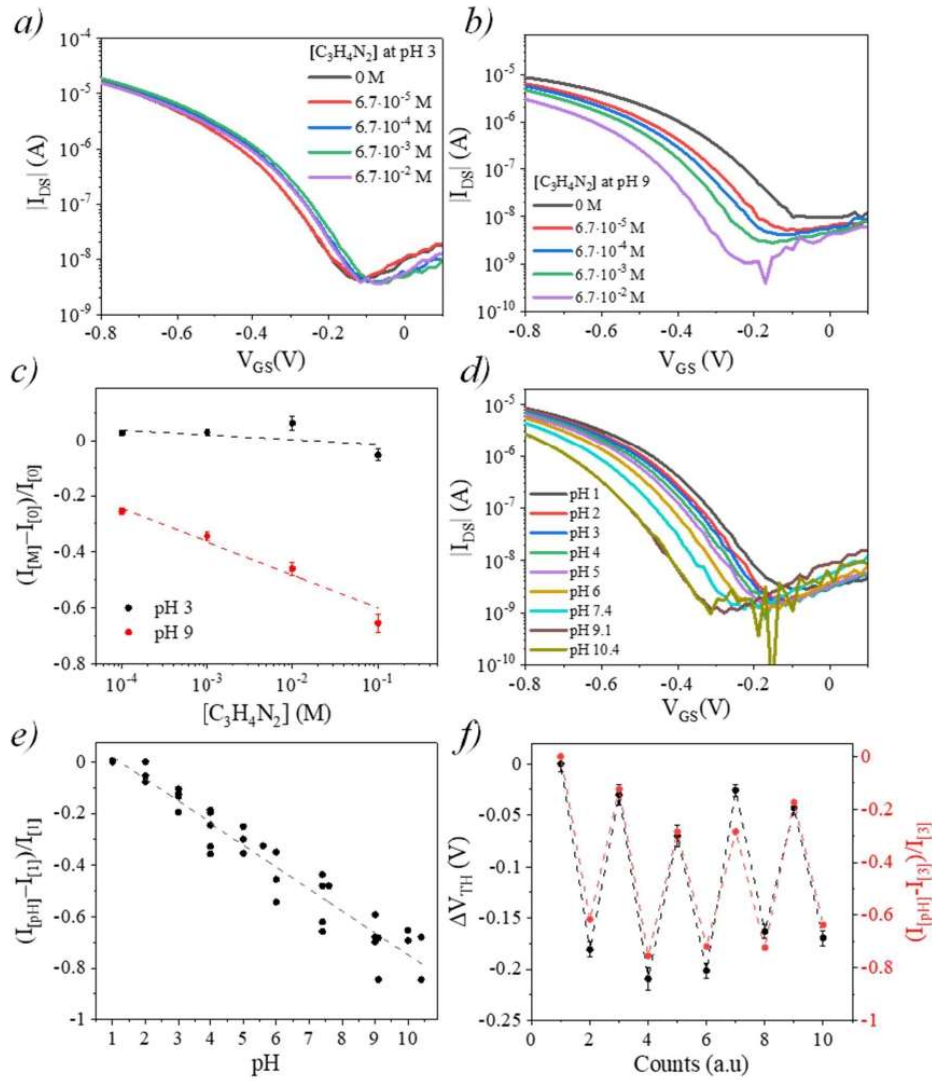 a)
10⁻⁴
10⁻⁵
10⁻⁶
10⁻⁷
10⁻⁸
10⁻⁹
|I_DS| (A)
[C₃H₄N₂] at pH 3
0 M
6.7·10⁻⁵ M
6.7·10⁻⁴ M
6.7·10⁻³ M
6.7·10⁻² M
-0.8 -0.6 -0.4 -0.2 0
V_GS(V)
b)
10⁻⁵
10⁻⁶
10⁻⁷
10⁻⁸
10⁻⁹
10⁻¹⁰
|I_DS| (A)
[C₃H₄N₂] at pH 9
0 M
6.7·10⁻⁵ M
6.7·10⁻⁴ M
6.7·10⁻³ M
6.7·10⁻² M
-0.8 -0.6 -0.4 -0.2 0
V_GS (V)
c)
0
-0.2
-0.4
-0.6
-0.8
(I_[M]−I_[0])/I_[0]
pH 3
pH 9
10⁻⁴ 10⁻³ 10⁻² 10⁻¹
[C₃H₄N₂] (M)
d)
10⁻⁵
10⁻⁶
10⁻⁷
10⁻⁸
10⁻⁹
10⁻¹⁰
|I_DS| (A)
pH 1
pH 2
pH 3
pH 4
pH 5
pH 6
pH 7.4
pH 9.1
pH 10.4
-0.8 -0.6 -0.4 -0.2 0
V_GS(V)
e)
0
-0.2
-0.4
-0.6
-0.8
-1
(I_[pH]−I_[1])/I_[1]
1 2 3 4 5 6 7 8 9 10
pH
f)
0
-0.05
-0.1
-0.15
-0.2
-0.25
ΔV_TH (V)
0 2 4 6 8 10
Counts (a.u)
0
-0.2
-0.4
-0.6
-0.8
-1
(I_[pH]-I_[3])/I_[3]